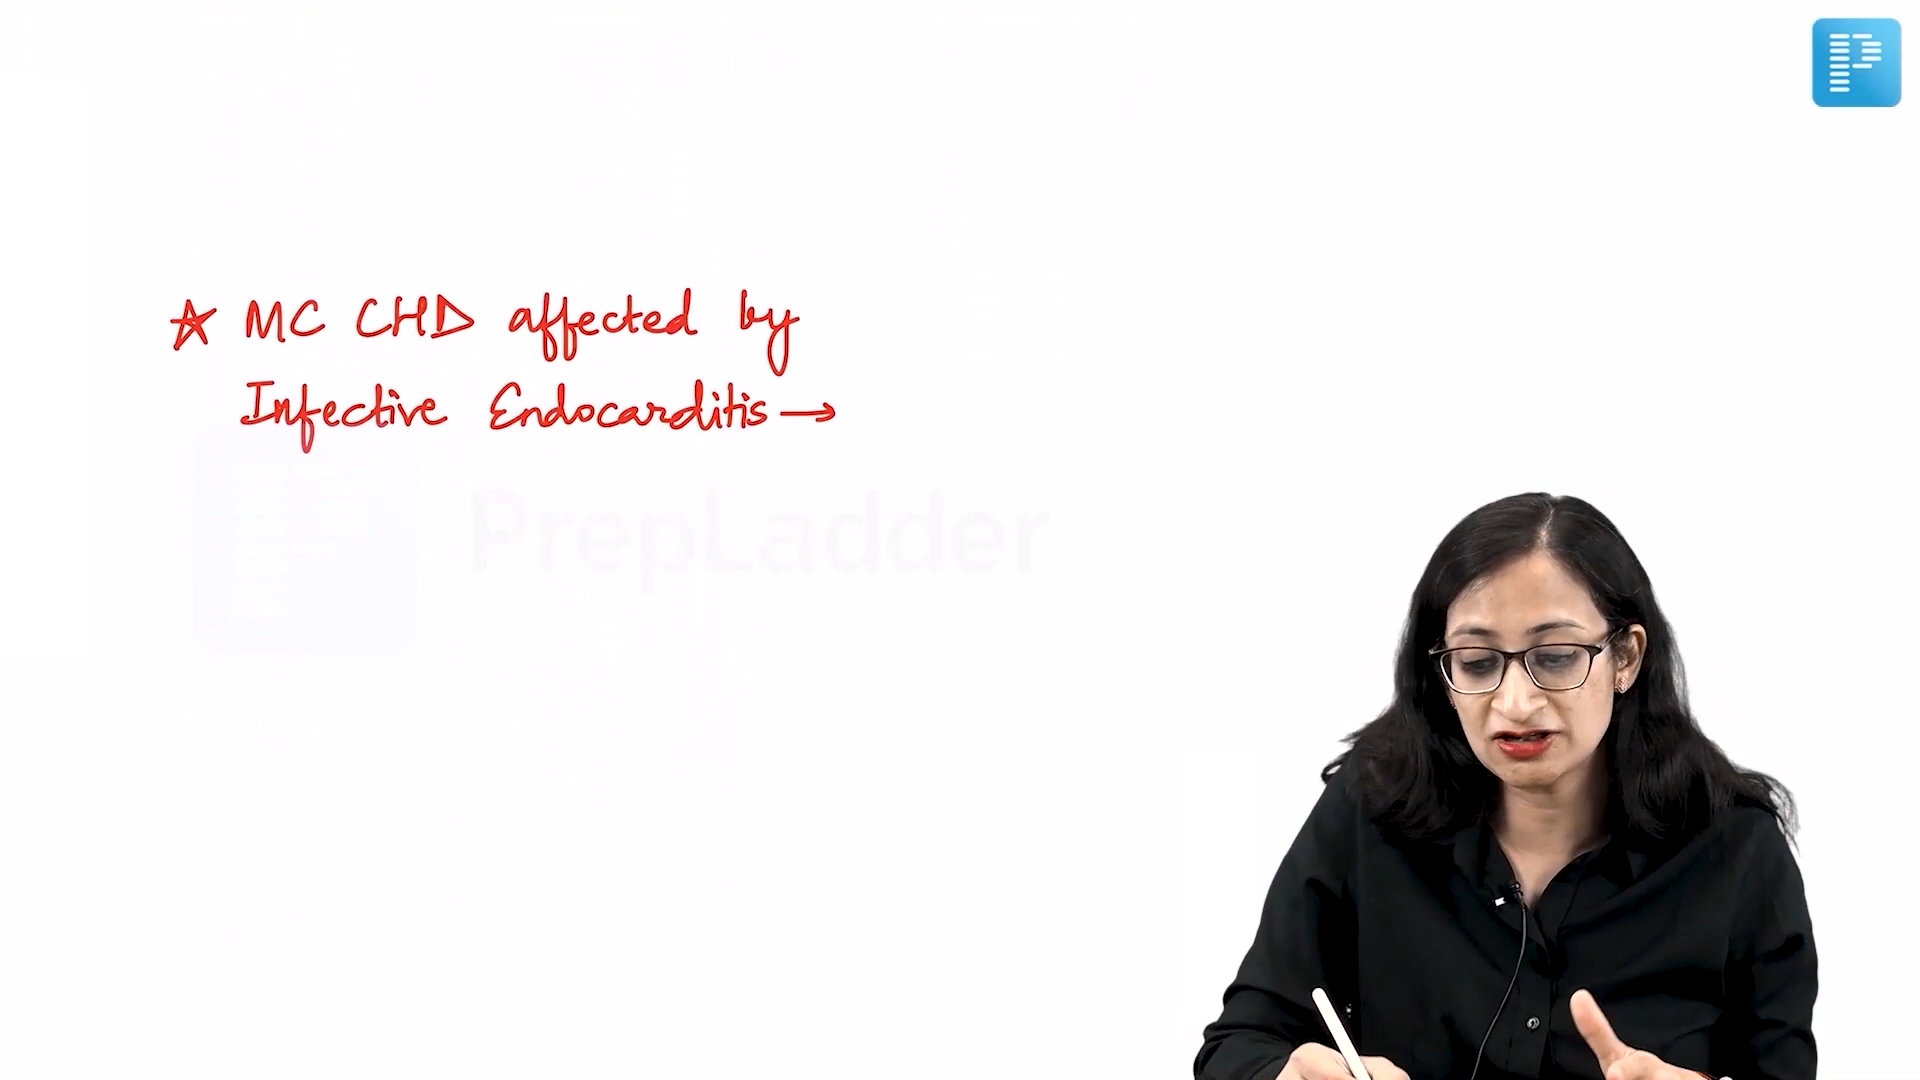 ☆ MC CHD affected by
Infective Endocarditis →
PrepLadder